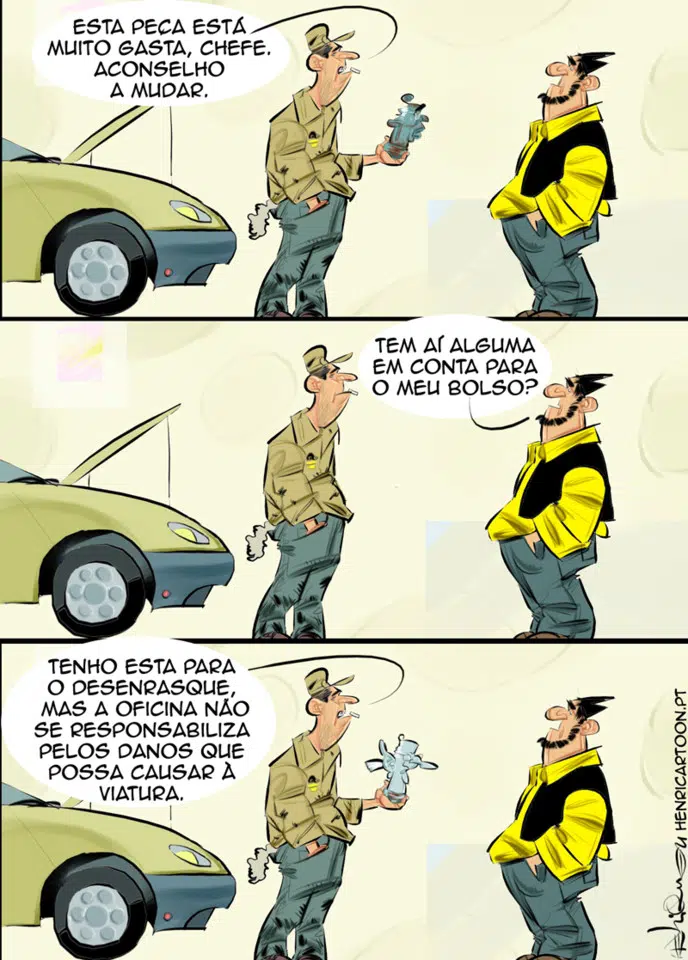 ESTA PEÇA ESTÁ
MUITO GASTA, CHEFE.
ACONSELHO
A MUDAR.
TEM AÍ ALGUMA
EM CONTA PARA
O MEU BOLSO?
TENHO ESTA PARA
O DESENRASQUE,
MAS A OFICINA NÃO
SE RESPONSABILIZA
PELOS DANOS QUE
POSSA CAUSAR À
VIATURA.
HENRICARTOON.PT